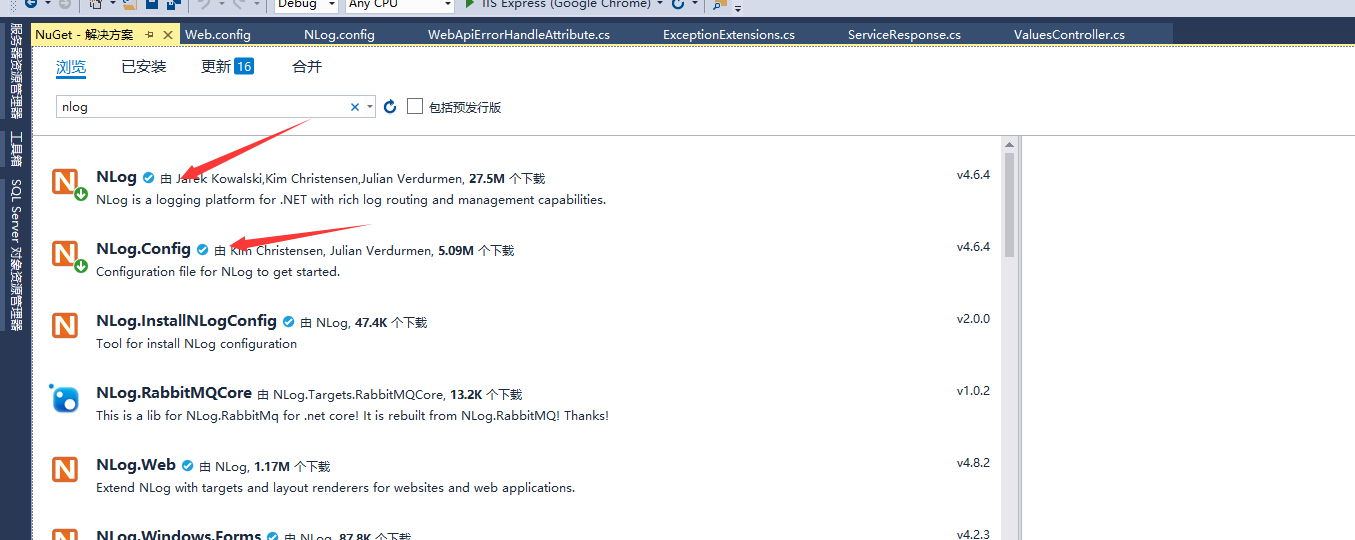 Debug Any CPU IIS Express (Google Chrome)
服务器资源管理器
工具箱
SQL Server 对象资源管理器
NuGet - 解决方案 Web.config NLog.config WebApiErrorHandleAttribute.cs ExceptionExtensions.cs ServiceResponse.cs ValuesController.cs
浏览 已安装 更新 16 合并
nlog 包括预发行版
NLog 由 Jarek Kowalski,Kim Christensen,Julian Verdurmen, 27.5M 个下载 v4.6.4
NLog is a logging platform for .NET with rich log routing and management capabilities.
NLog.Config 由 Kim Christensen, Julian Verdurmen, 5.09M 个下载 v4.6.4
Configuration file for NLog to get started.
NLog.InstallNLogConfig 由 NLog, 47.4K 个下载 v2.0.0
Tool for install NLog configuration
NLog.RabbitMQCore 由 NLog.Targets.RabbitMQCore, 13.2K 个下载 v1.0.2
This is a lib for NLog.RabbitMq for .net core! It is rebuilt from NLog.RabbitMQ! Thanks!
NLog.Web 由 NLog, 1.17M 个下载 v4.8.2
Extend NLog with targets and layout renderers for websites and web applications.
NLog.Windows.Forms 由 NLog, 87.8K 个下载 v4.2.3